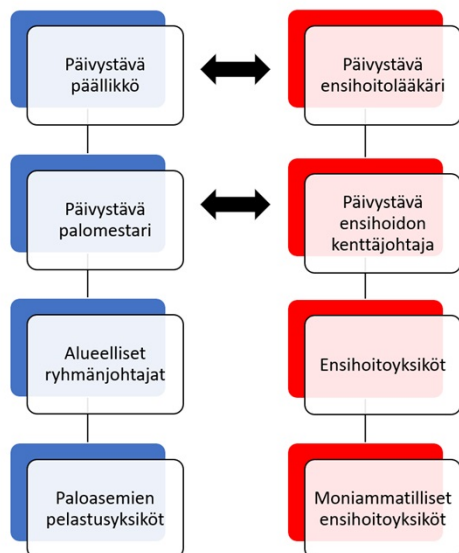 Päivystävä
päällikkö
Päivystävä
ensihoitolääkäri
Päivystävä
palomestari
Päivystävä
ensihoidon
kenttäjohtaja
Alueelliset
ryhmänjohtajat
Ensihoitoyksiköt
Paloasemien
pelastusyksiköt
Moniammatilliset
ensihoitoyksiköt